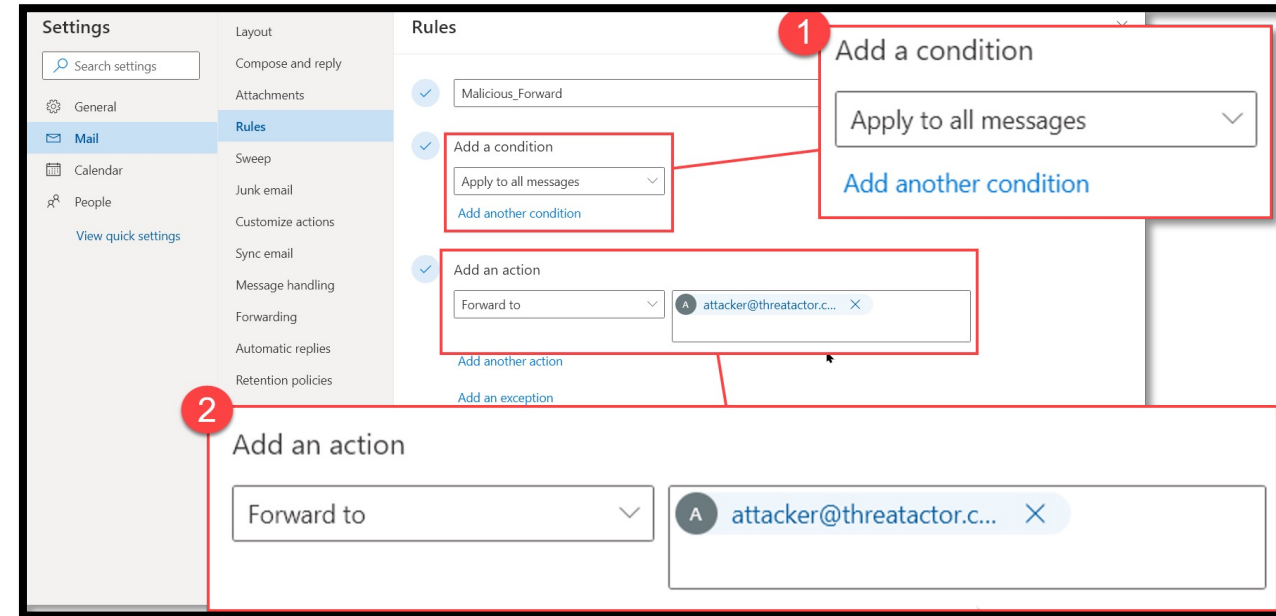 Settings
Search settings
General
Mail
Calendar
People
View quick settings
Layout
Compose and reply
Attachments
Rules
Sweep
Junk email
Customize actions
Sync email
Message handling
Forwarding
Automatic replies
Retention policies
Rules
Malicious_Forward
Add a condition
Apply to all messages
Add another condition
Add an action
Forward to
A attacker@threatactor.c...
Add another action
Add an exception
1
Add a condition
Apply to all messages
Add another condition
2
Add an action
Forward to
A attacker@threatactor.c...